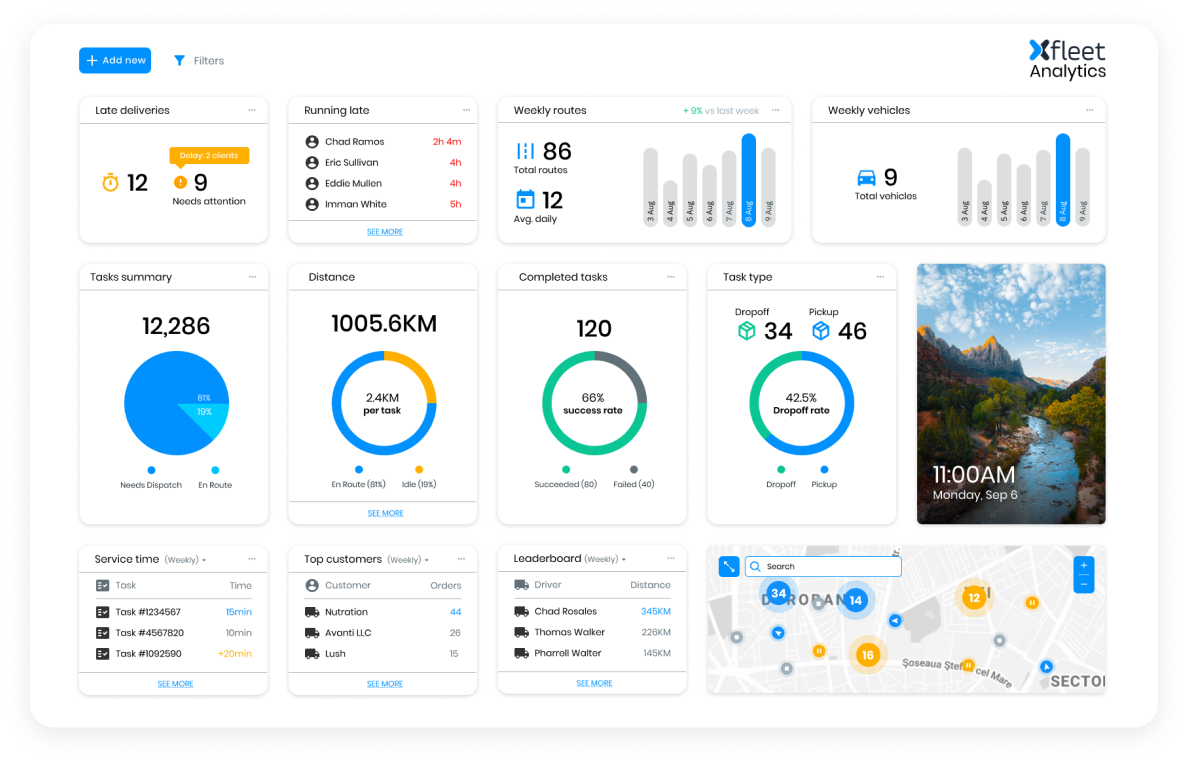 + Add new
Filters
Xfleet
Analytics
Late deliveries
...
12
Delay: 2 clients
9
Needs attention
Running late
...
Chad Ramos 2h 4m
Eric Sullivan 4h
Eddie Mullen 4h
Imman White 5h
SEE MORE
Weekly routes
+ 9% vs last week
...
86
Total routes
12
Avg. daily
3 Aug
4 Aug
5 Aug
6 Aug
7 Aug
8 Aug
9 Aug
Weekly vehicles
...
9
Total vehicles
3 Aug
4 Aug
5 Aug
6 Aug
7 Aug
8 Aug
9 Aug
Tasks summary
...
12,286
81%
19%
Needs Dispatch
En Route
Distance
1005.6KM
2.4KM
per task
En Route (81%)
Idle (19%)
SEE MORE
Completed tasks
...
120
66%
success rate
Succeeded (80)
Failed (40)
Task type
...
Dropoff
34
Pickup
46
42.5%
Dropoff rate
Dropoff
Pickup
11:00AM
Monday, Sep 6
Service time (Weekly)
...
Task Time
Task #1234567 15min
Task #4567820 10min
Task #1092590 +20min
SEE MORE
Top customers (Weekly)
...
Customer Orders
Nutration 44
Avanti LLC 26
Lush 15
SEE MORE
Leaderboard (Weekly)
...
Driver Distance
Chad Rosales 345KM
Thomas Walker 226KM
Pharrell Walter 145KM
SEE MORE
Search
+
−
34
14
12
16
Șoseaua Ștef cel Mare
SECTO